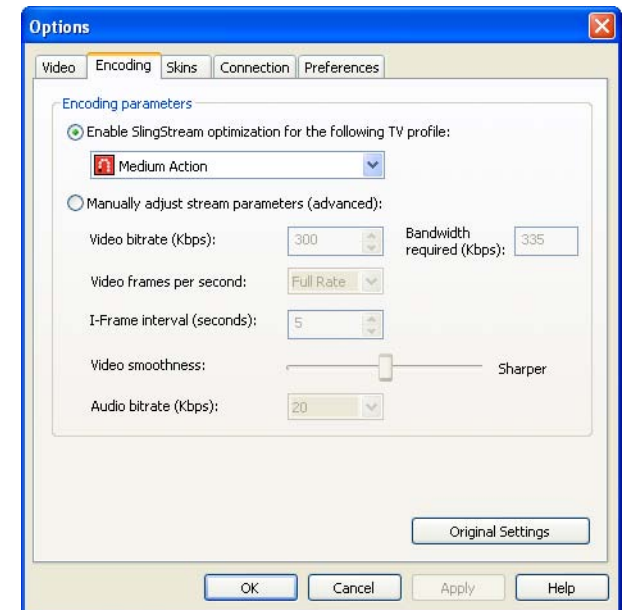 Options
Video Encoding Skins Connection Preferences
Encoding parameters
Enable SlingStream optimization for the following TV profile:
Medium Action
Manually adjust stream parameters (advanced):
Video bitrate (Kbps): 300 Bandwidth required (Kbps): 335
Video frames per second: Full Rate
I-Frame interval (seconds): 5
Video smoothness: Sharper
Audio bitrate (Kbps): 20
Original Settings
OK Cancel Apply Help